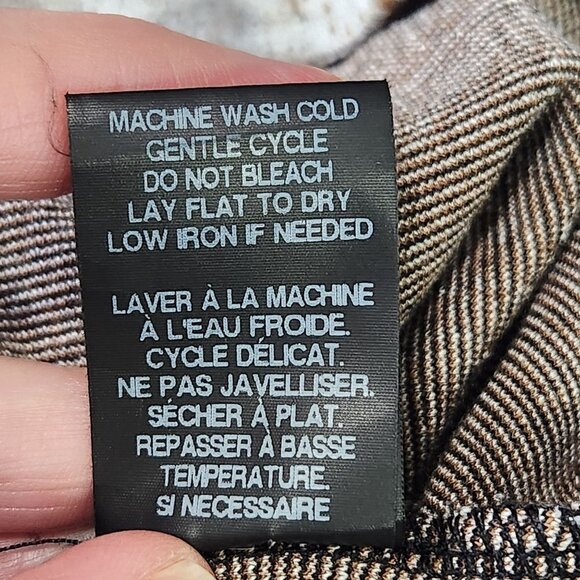 MACHINE WASH COLD
GENTLE CYCLE
DO NOT BLEACH
LAY FLAT TO DRY
LOW IRON IF NEEDED
LAVER À LA MACHINE
À L'EAU FROIDE.
CYCLE DÉLICAT.
NE PAS JAVELLISER.
SÉCHER À PLAT.
REPASSER À BASSE
TEMPERATURE
SI NECESSAIRE